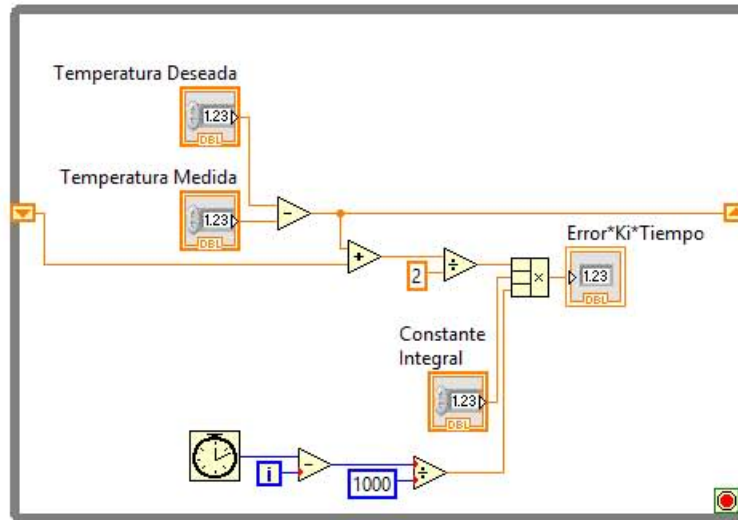 Temperatura Deseada
1.23
DBL
Temperatura Medida
1.23
DBL
-
+
2
÷
×
Error*Ki*Tiempo
1.23
DBL
Constante
Integral
1.23
DBL
-
i
÷
1000